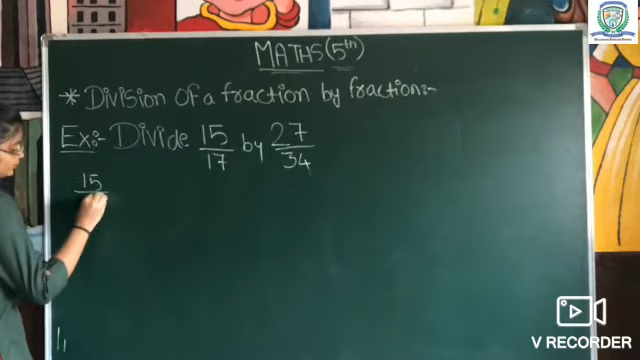 MATHS (5th)
* Division Of a fraction by fraction:-
Ex:- Divide 15/17 by 27/34
15
V RECORDER